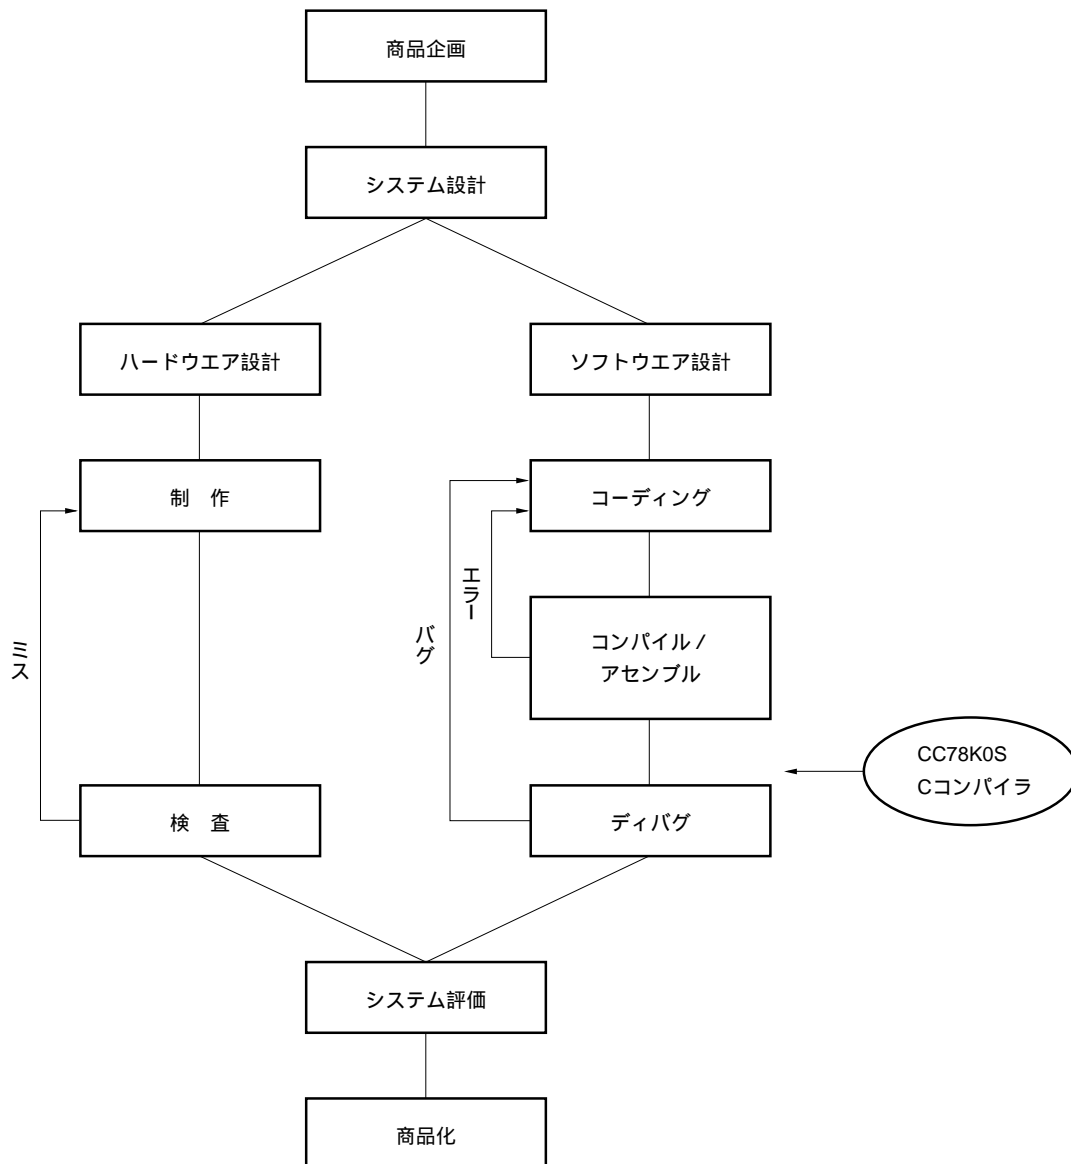 商品企画
システム設計
ハードウエア設計
ソフトウエア設計
制　作
コーディング
エラー
バグ
ミス
コンパイル /
アセンブル
CC78K0S
Cコンパイラ
検　査
ディバグ
システム評価
商品化